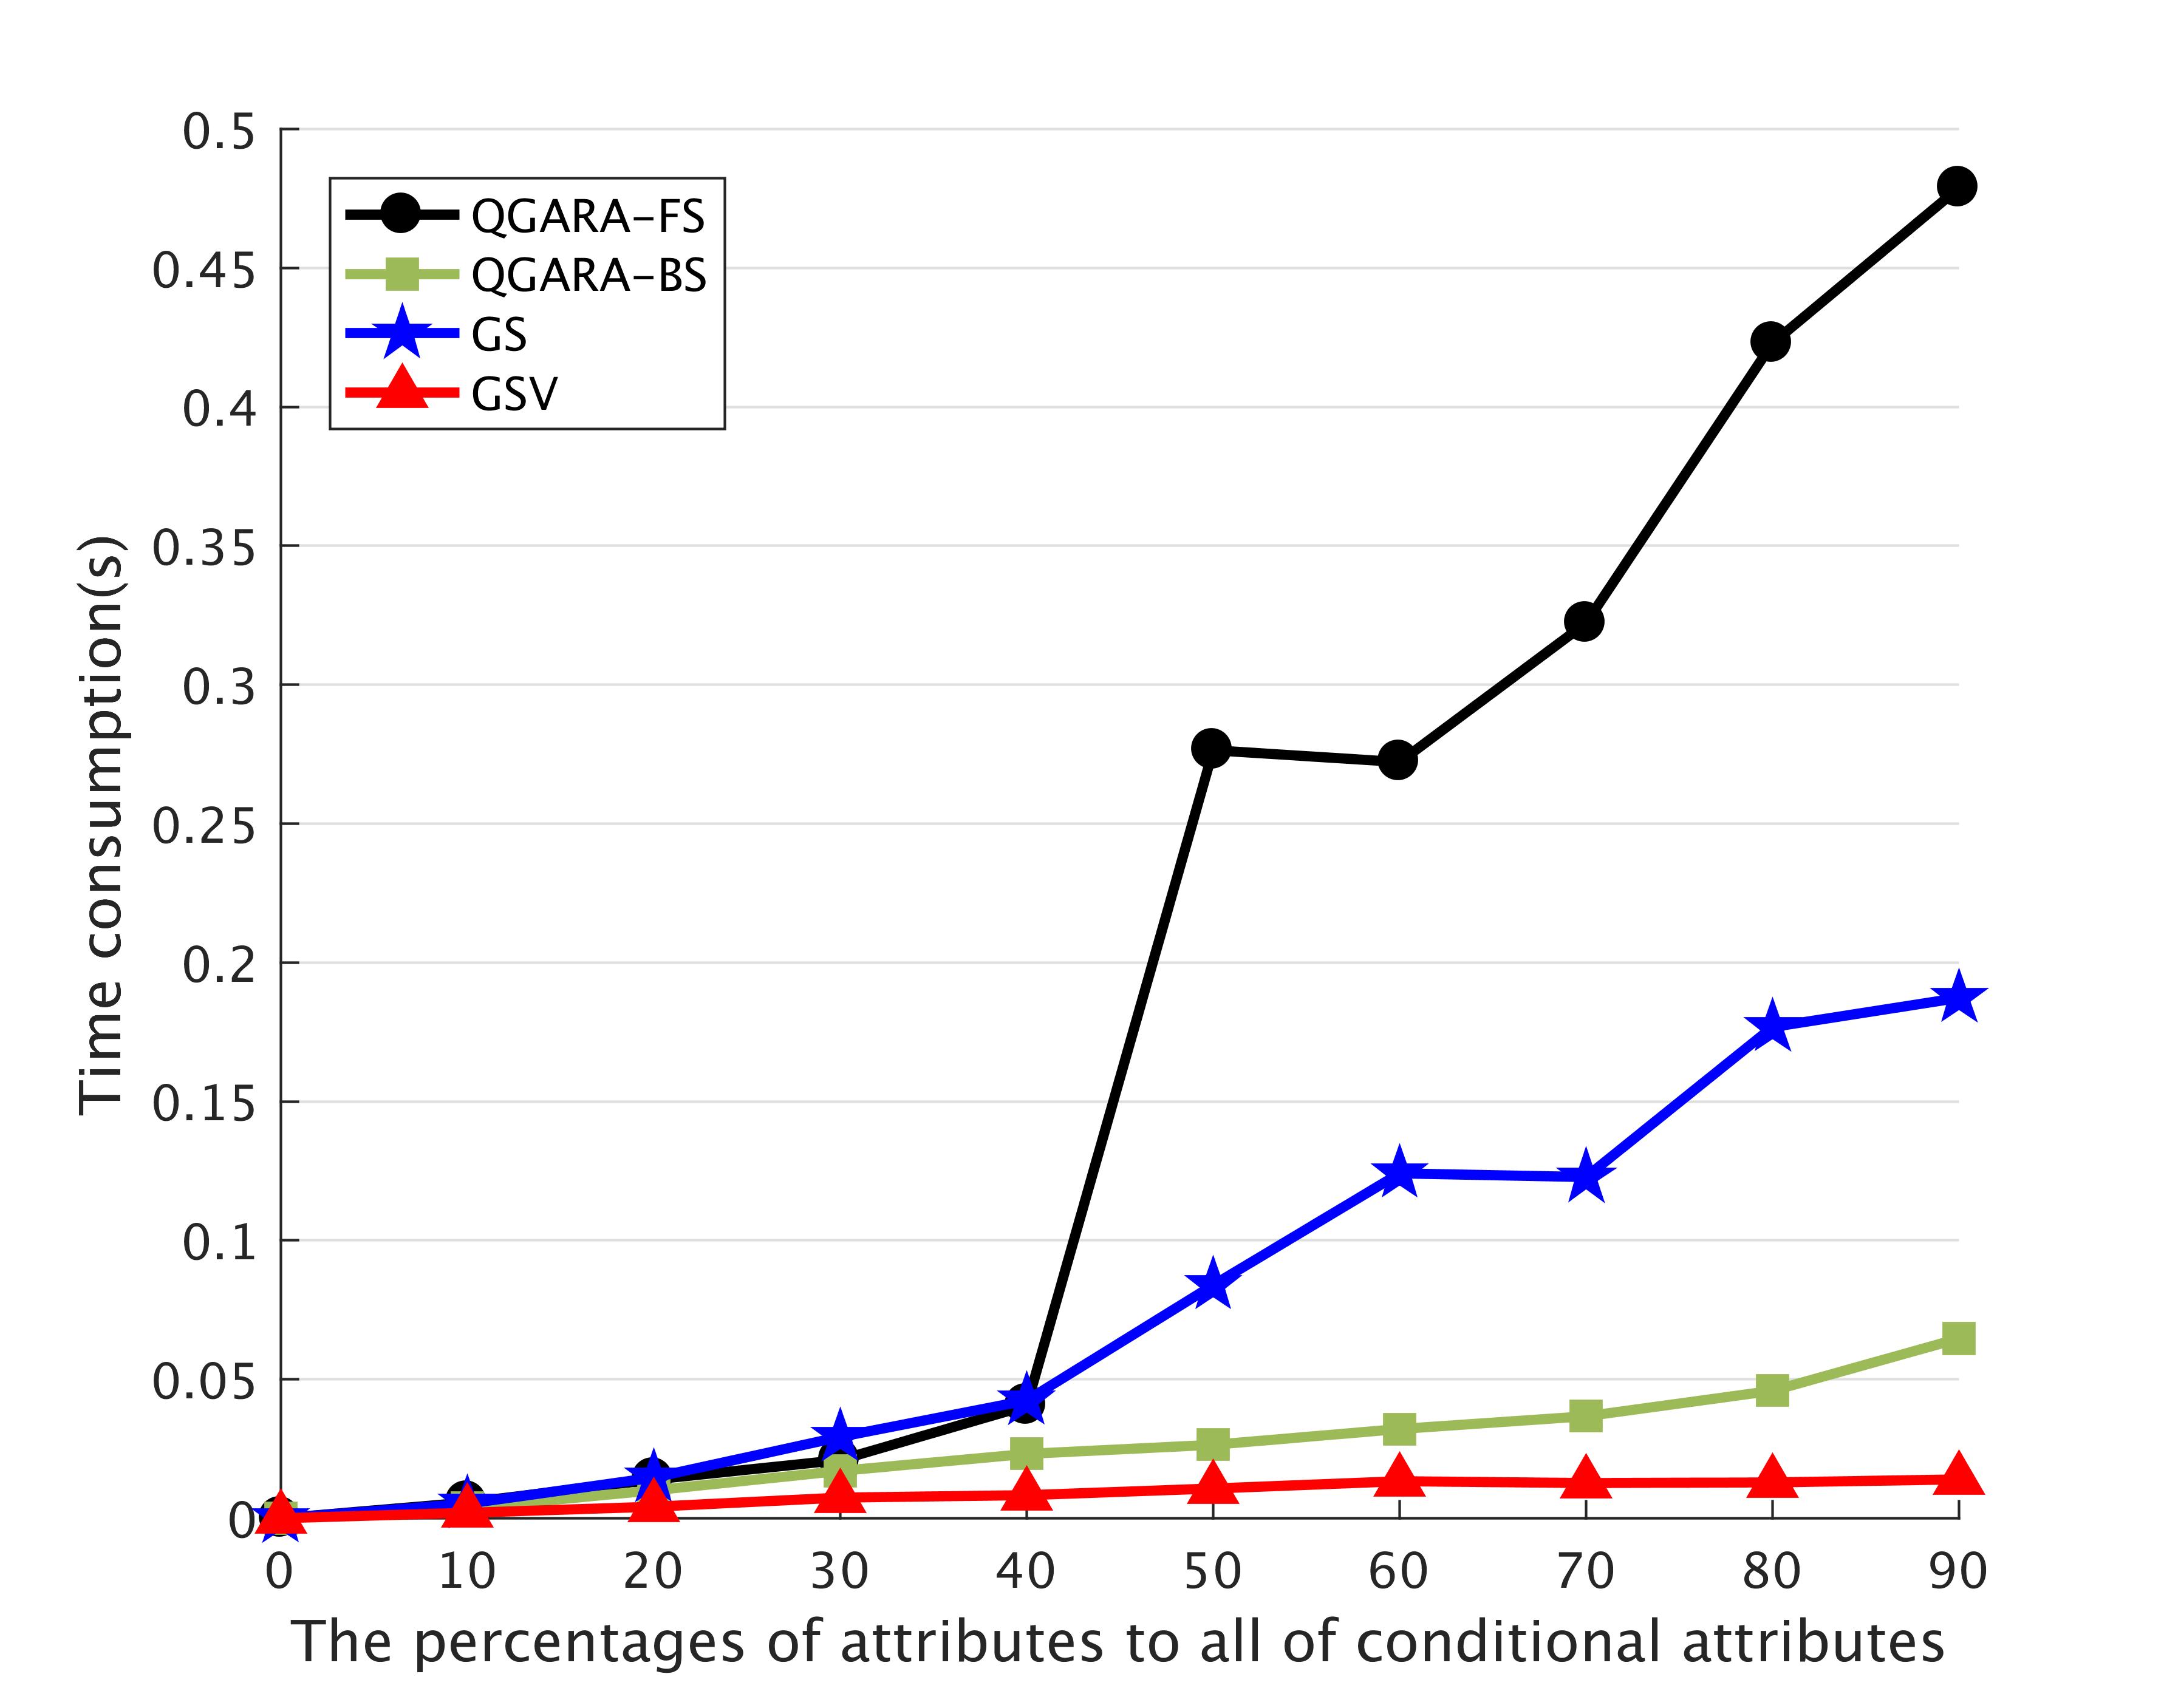 0.5
0.45
0.4
0.35
0.3
0.25
0.2
0.15
0.1
0.05
0
QGARA-FS
QGARA-BS
GS
GSV
Time consumption(s)
0 10 20 30 40 50 60 70 80 90
The percentages of attributes to all of conditional attributes